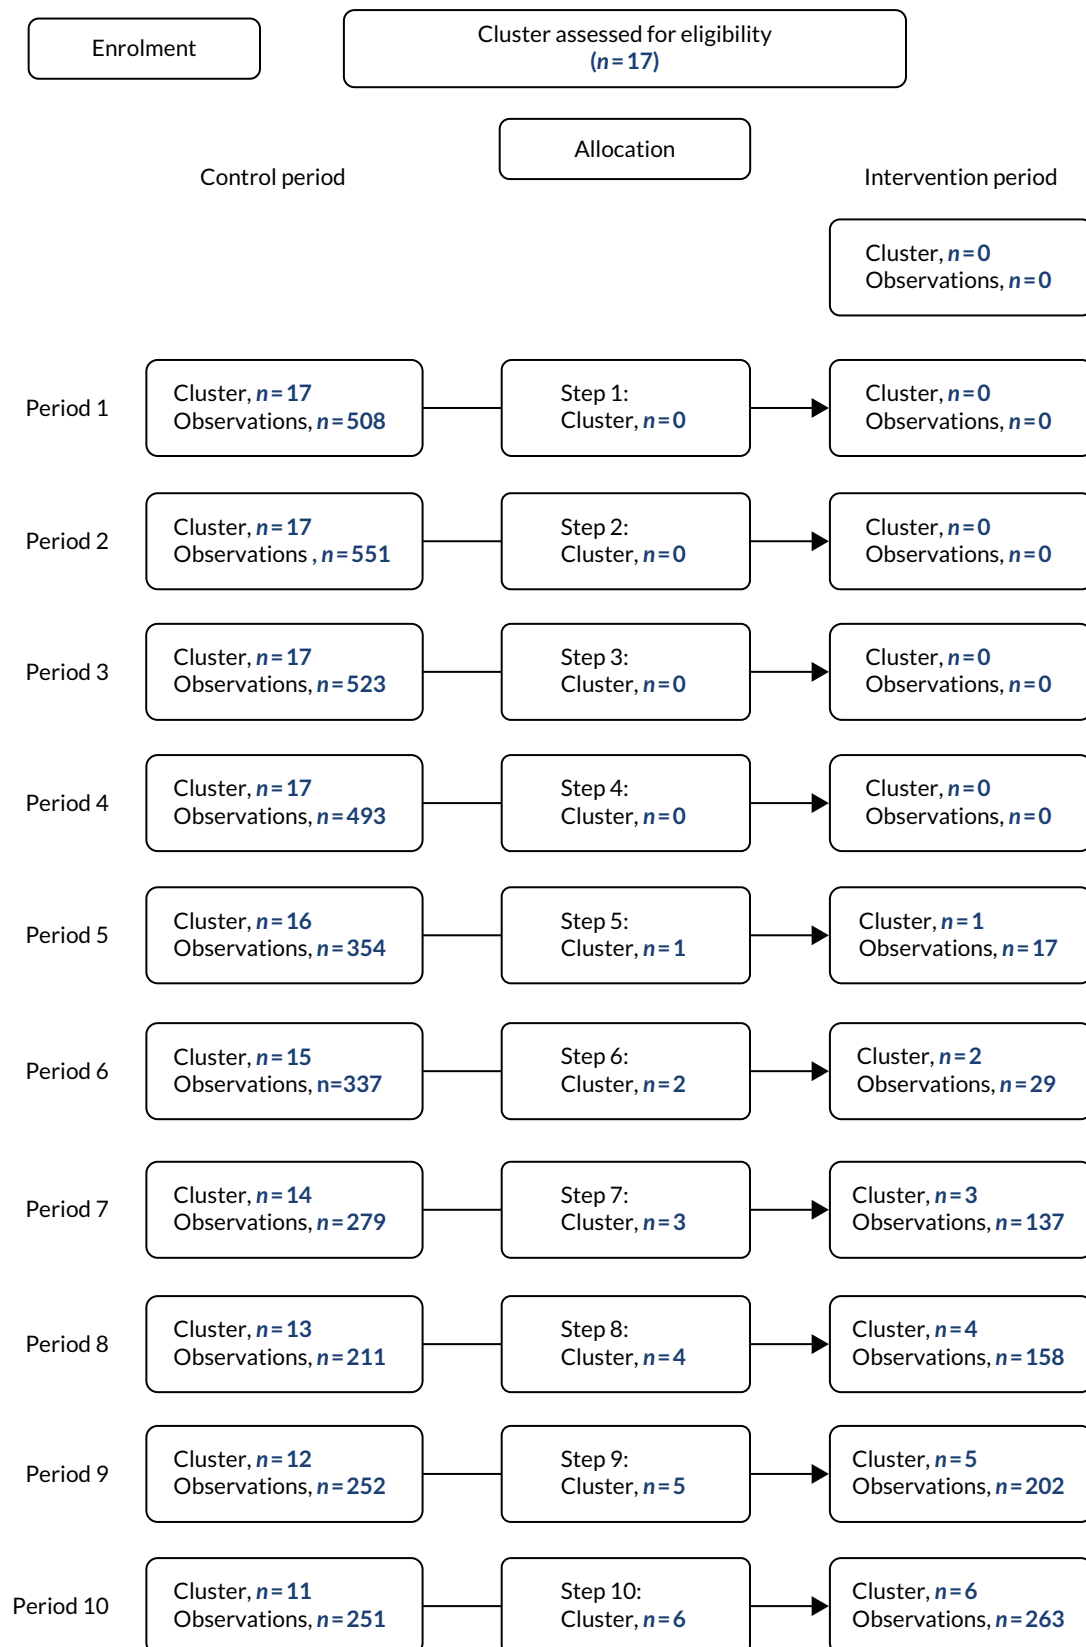 Enrolment
Cluster assessed for eligibility
(n=17)
Allocation
Control period
Intervention period
Cluster, n=0
Observations, n=0
Period 1
Cluster, n=17
Observations, n=508
Step 1:
Cluster, n=0
Cluster, n=0
Observations, n=0
Period 2
Cluster, n=17
Observations , n=551
Step 2:
Cluster, n=0
Cluster, n=0
Observations, n=0
Period 3
Cluster, n=17
Observations, n=523
Step 3:
Cluster, n=0
Cluster, n=0
Observations, n=0
Period 4
Cluster, n=17
Observations, n=493
Step 4:
Cluster, n=0
Cluster, n=0
Observations, n=0
Period 5
Cluster, n=16
Observations, n=354
Step 5:
Cluster, n=1
Cluster, n=1
Observations, n=17
Period 6
Cluster, n=15
Observations, n=337
Step 6:
Cluster, n=2
Cluster, n=2
Observations, n=29
Period 7
Cluster, n=14
Observations, n=279
Step 7:
Cluster, n=3
Cluster, n=3
Observations, n=137
Period 8
Cluster, n=13
Observations, n=211
Step 8:
Cluster, n=4
Cluster, n=4
Observations, n=158
Period 9
Cluster, n=12
Observations, n=252
Step 9:
Cluster, n=5
Cluster, n=5
Observations, n=202
Period 10
Cluster, n=11
Observations, n=251
Step 10:
Cluster, n=6
Cluster, n=6
Observations, n=263